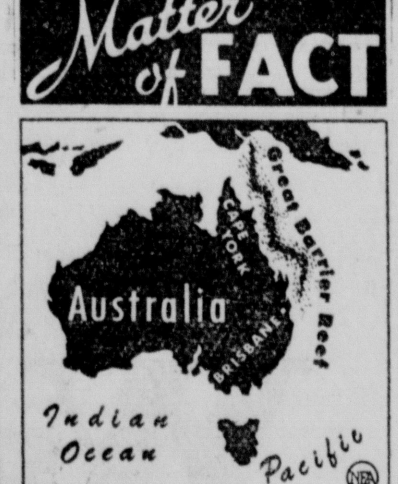 Matter
of FACT
Great Barrier Reef
CAPE
YORK
Australia
BRISBANE
Indian
Ocean
Pacific
NEA